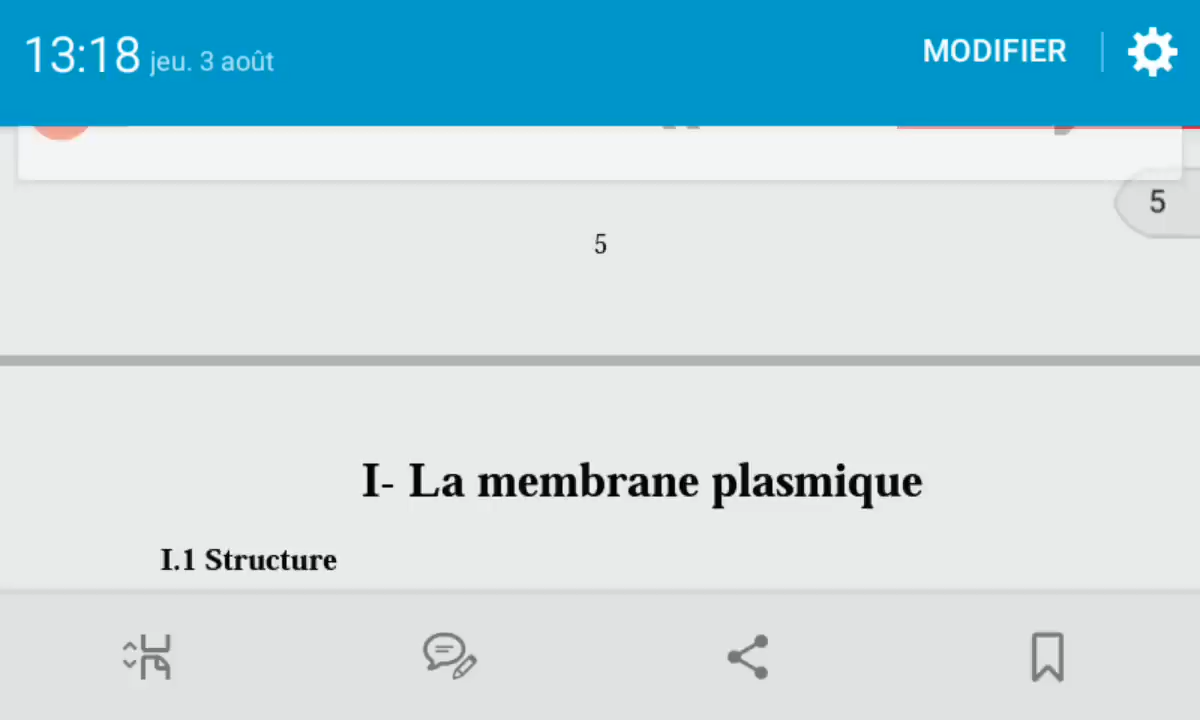 13:18 jeu. 3 août MODIFIER
5
5
I- La membrane plasmique
I.1 Structure